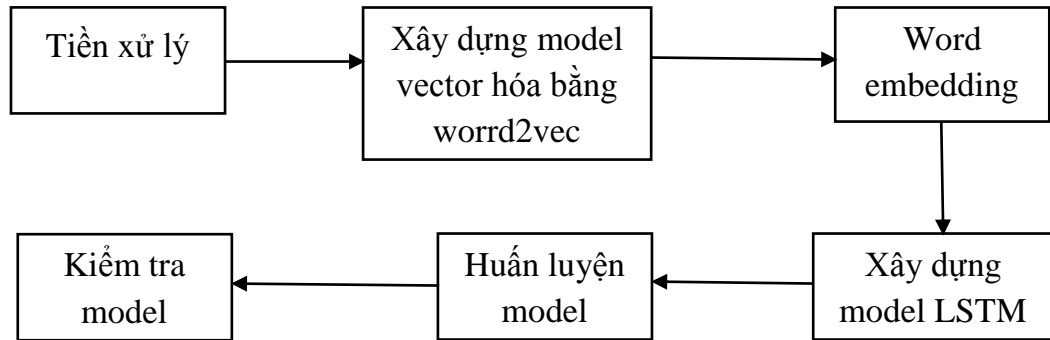 Tiền xử lý
Xây dựng model
vector hóa bằng
worrd2vec
Word
embedding
Xây dựng
model LSTM
Huấn luyện
model
Kiểm tra
model